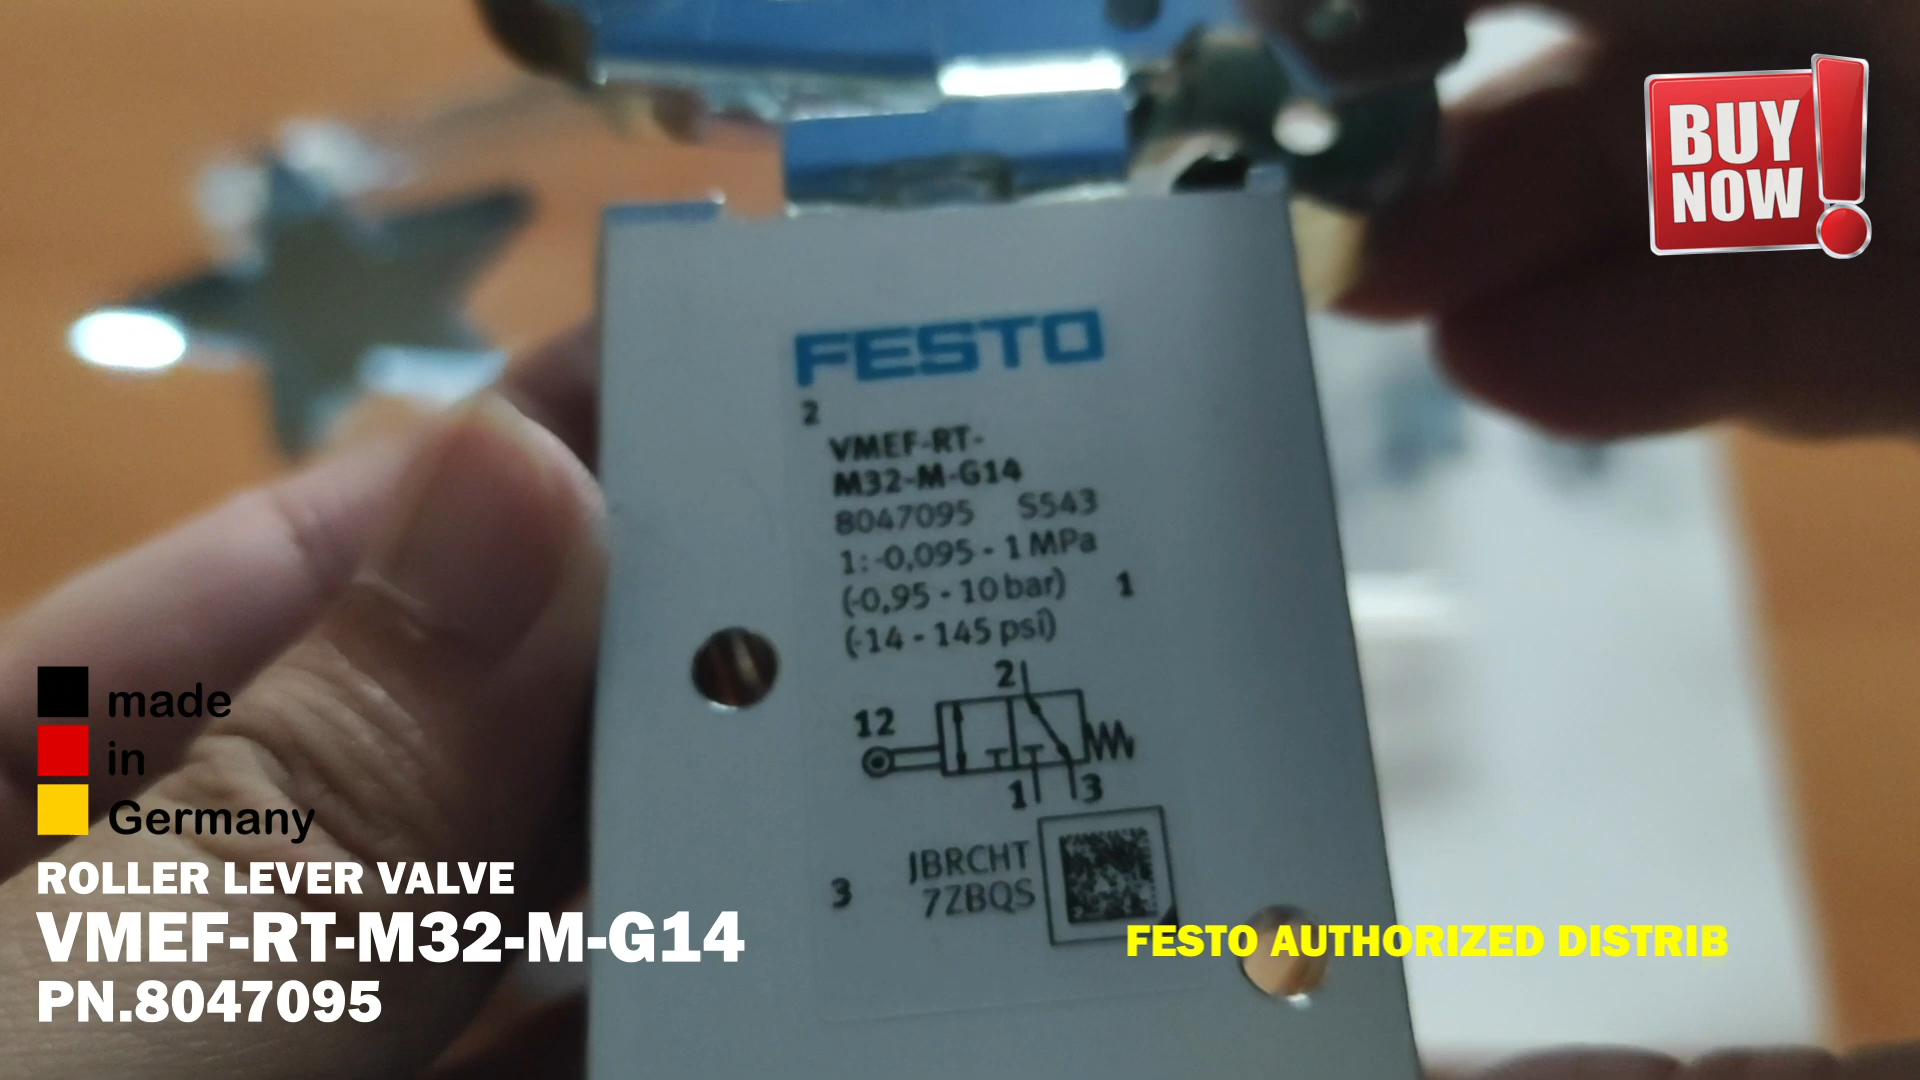 BUY
NOW
FESTO
2
VMEF-RT-
M32-M-G14
8047095 S543
1:-0,095 - 1 MPa
(-0,95 - 10 bar) 1
(-14 - 145 psi)
2
12
1 3
JBRCHT
3 7ZBQS
made
in
Germany
ROLLER LEVER VALVE
VMEF-RT-M32-M-G14
PN.8047095
FESTO AUTHORIZED DISTRIB